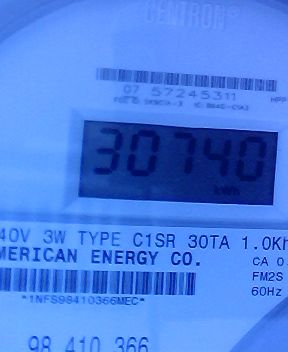 CENTRON®
07 57245311
30740
kWh
40V 3W TYPE C1SR 30TA 1.0Kh
MERICAN ENERGY CO.
CA 0.
FM2S
60Hz
*1NFS98410366MEC*
98 410 366